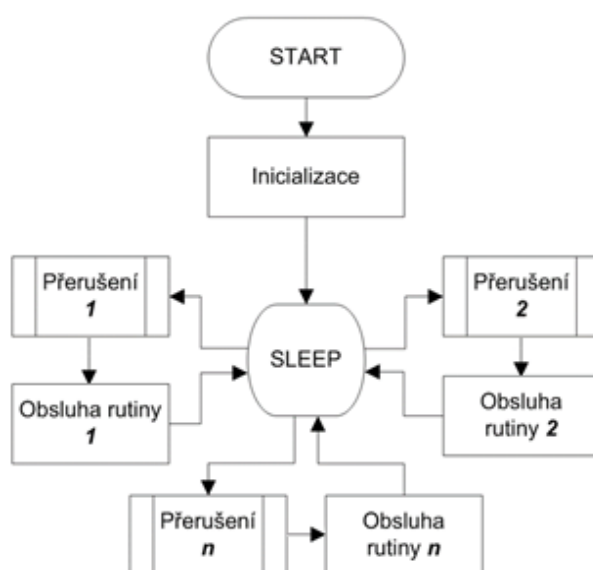 START
Inicializace
Přerušení
1
Přerušení
2
SLEEP
Obsluha rutiny
1
Obsluha
rutiny 2
Přerušení
n
Obsluha
rutiny n